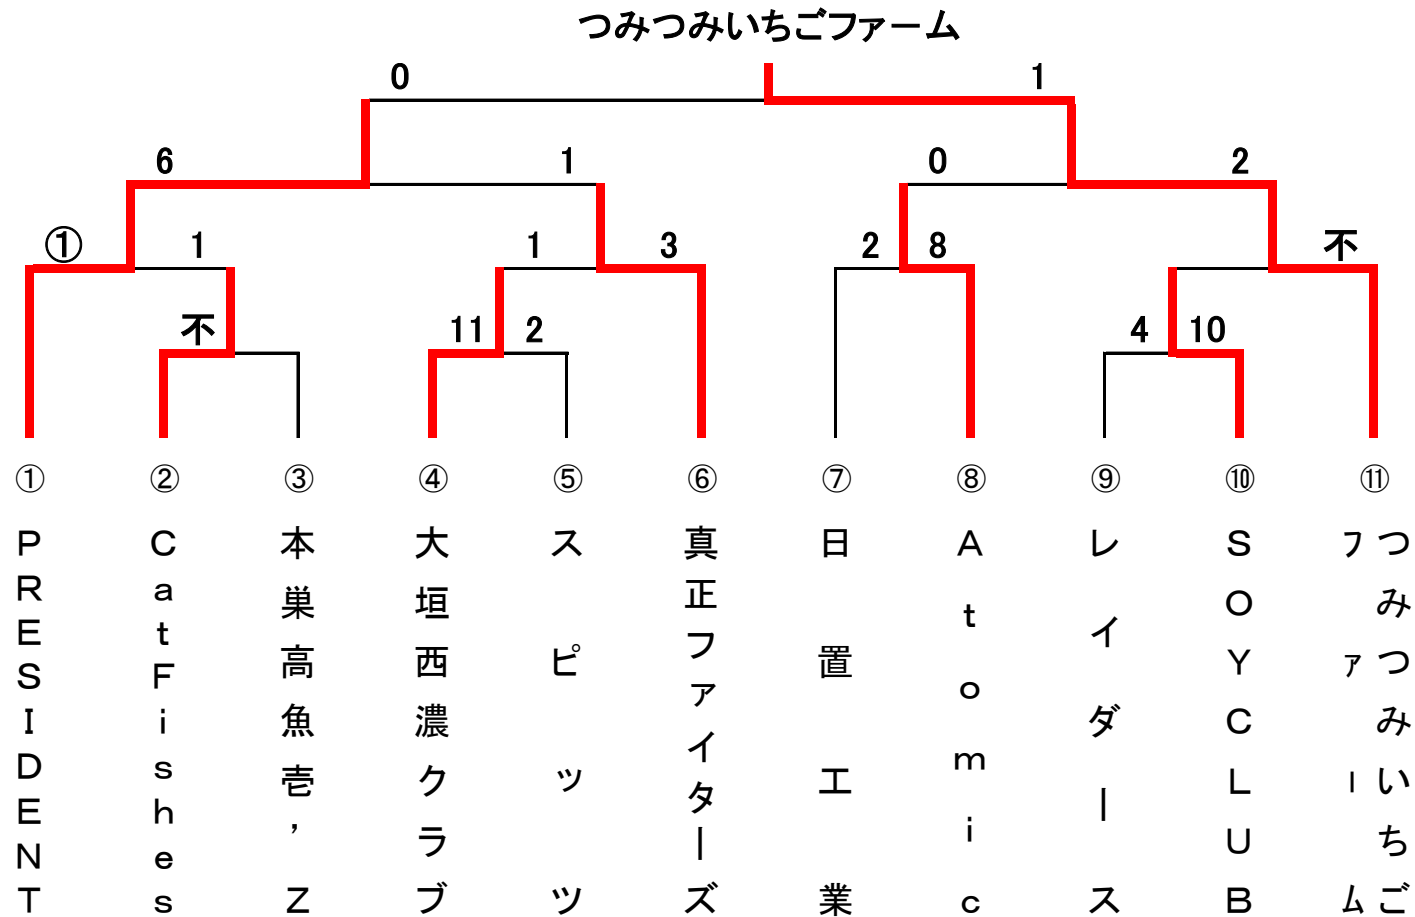 つみつみいちごファーム
0 1
6 1 0 2
① 1 1 3 2 8 不
不 11 2 4 10
① ② ③ ④ ⑤ ⑥ ⑦ ⑧ ⑨ ⑩ ⑪
PRESIDENT
CatFishes
本巣高魚壱’Z
大垣西濃クラブ
スピッツ
真正ファイターズ
日置工業
Atomic
レイダース
SOYCLUB
つみつみいちご
ファーム